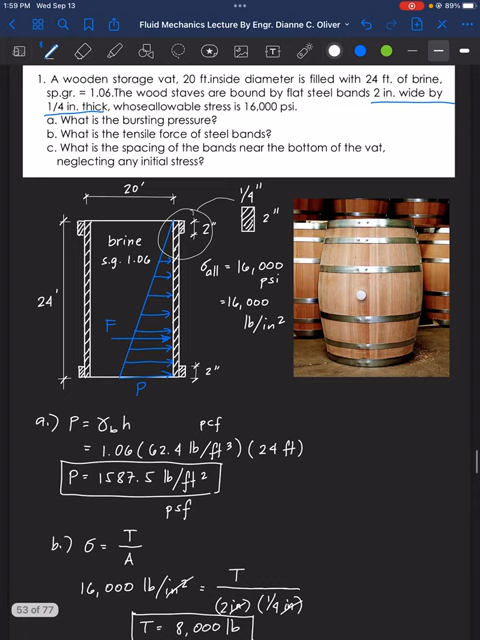 1:59 PM Wed Sep 13
89%
Fluid Mechanics Lecture By Engr. Dianne C. Oliver
1. A wooden storage vat, 20 ft.inside diameter is filled with 24 ft. of brine,
sp.gr. = 1.06.The wood staves are bound by flat steel bands 2 in. wide by
1/4 in. thick, whoseallowable stress is 16,000 psi.
a. What is the bursting pressure?
b. What is the tensile force of steel bands?
c. What is the spacing of the bands near the bottom of the vat,
neglecting any initial stress?
20'
1/4"
2"
2"
brine
s.g. 1.06
σall = 16,000
psi
= 16,000
lb/in²
24'
F
2"
P
a.) P = γb h
pcf
= 1.06 (62.4 lb/ft³) (24 ft)
P = 1587.5 lb/ft²
psf
b.) σ = T
A
16,000 lb/in² = T
(2in) (1/4 in)
T = 8,000 lb
53 of 77